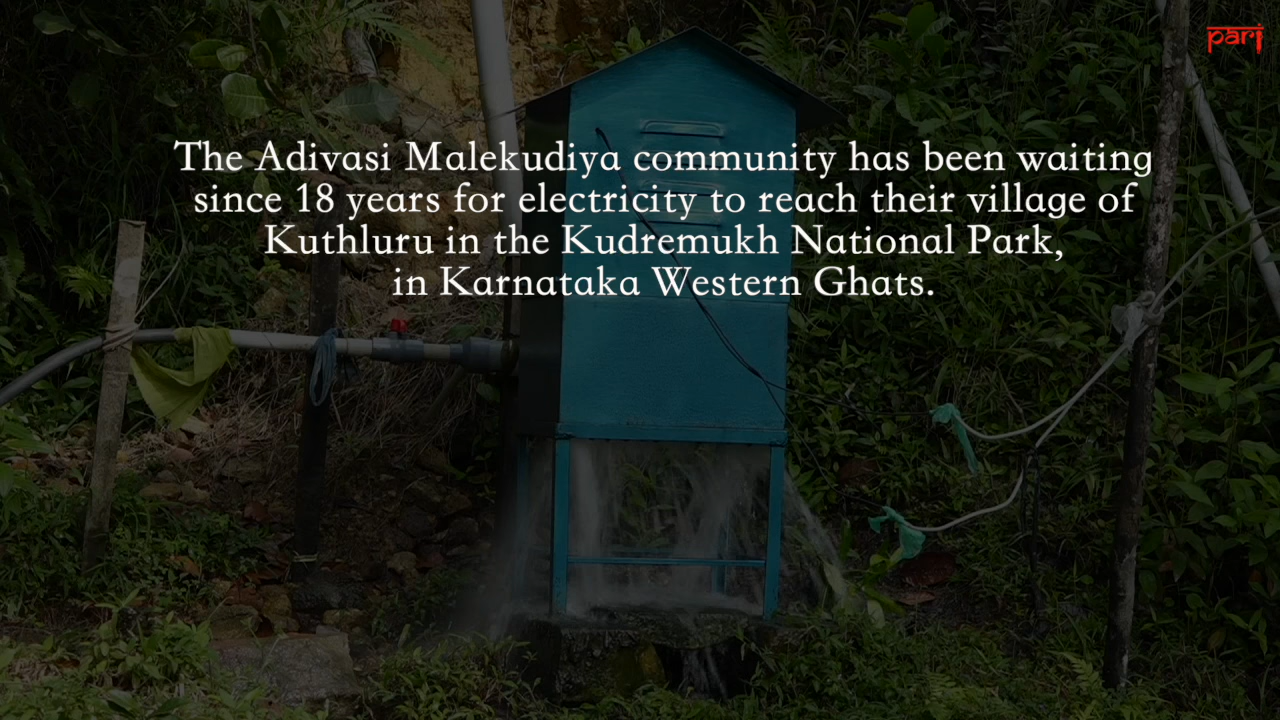 pari
The Adivasi Malekudiya community has been waiting
since 18 years for electricity to reach their village of
Kuthluru in the Kudremukh National Park,
in Karnataka Western Ghats.